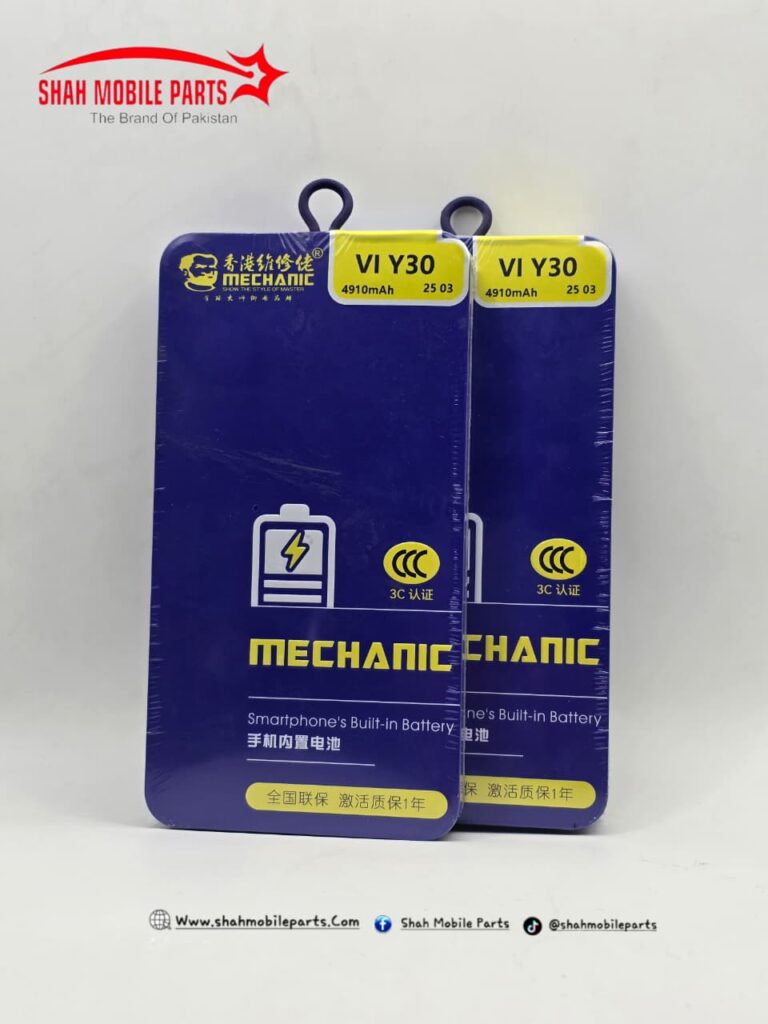 SHAH MOBILE PARTS
The Brand Of Pakistan
香港维修佬®
MECHANIC
SHOW THE STYLE OF MASTER
VI Y30
4910mAh 25 03
VI Y30
4910mAh 25 03
CCC
3C 认证
CCC
3C 认证
MECHANIC
CHANIC
Smartphone's Built-in Battery
手机内置电池
ne's Built-in Battery
电池
全国联保 激活质保1年
保 激活质保1年
Www.shahmobileparts.Com Shah Mobile Parts @shahmobileparts